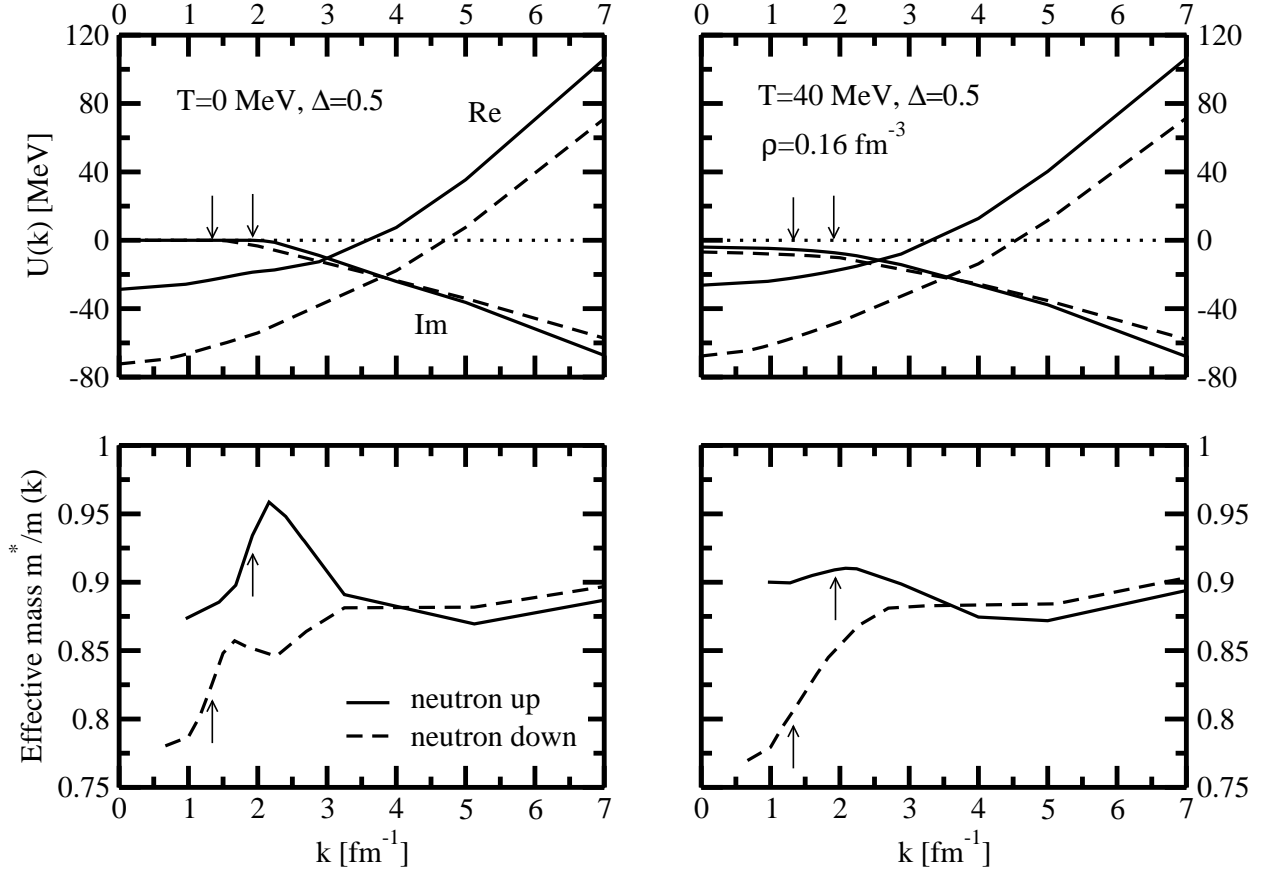 0 1 2 3 4 5 6 7
0 1 2 3 4 5 6 7
120
80
40
0
-40
-80
U(k) [MeV]
T=0 MeV, Δ=0.5
Re
Im
T=40 MeV, Δ=0.5
ρ=0.16 fm⁻³
120
80
40
0
-40
-80
1
0.95
0.9
0.85
0.8
0.75
Effective mass m*/m (k)
neutron up
neutron down
1
0.95
0.9
0.85
0.8
0.75
0 1 2 3 4 5 6 7
0 1 2 3 4 5 6 7
k [fm⁻¹]
k [fm⁻¹]